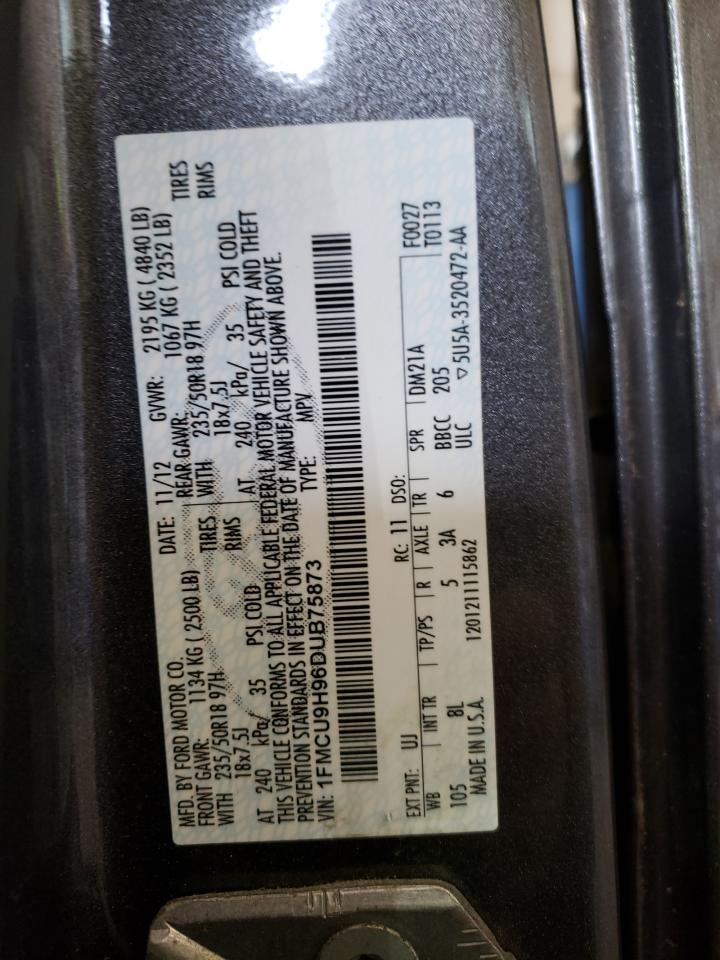 MFD. BY FORD MOTOR CO. DATE: 11/12 GVWR: 2195 KG ( 4840 LB)
FRONT GAWR: 1134 KG ( 2500 LB) REAR GAWR: 1067 KG ( 2352 LB)
WITH 235/50R18 97H TIRES WITH 235/50R18 97H TIRES
18x7.5J RIMS 18x7.5J RIMS
AT 240 kPa/ 35 PSI COLD AT 240 kPa/ 35 PSI COLD
THIS VEHICLE CONFORMS TO ALL APPLICABLE FEDERAL MOTOR VEHICLE SAFETY AND THEFT
PREVENTION STANDARDS IN EFFECT ON THE DATE OF MANUFACTURE SHOWN ABOVE.
VIN: 1FMCU9H96DUB75873 TYPE: MPV
EXT PNT: UJ RC: 11 DSO: F0027
WB INT TR TP/PS R AXLE TR SPR DM21A T0113
105 8L 5 3A 6 BBCC 205
MADE IN U.S.A. 1201211115862 ULC ▽5U5A-3520472-AA